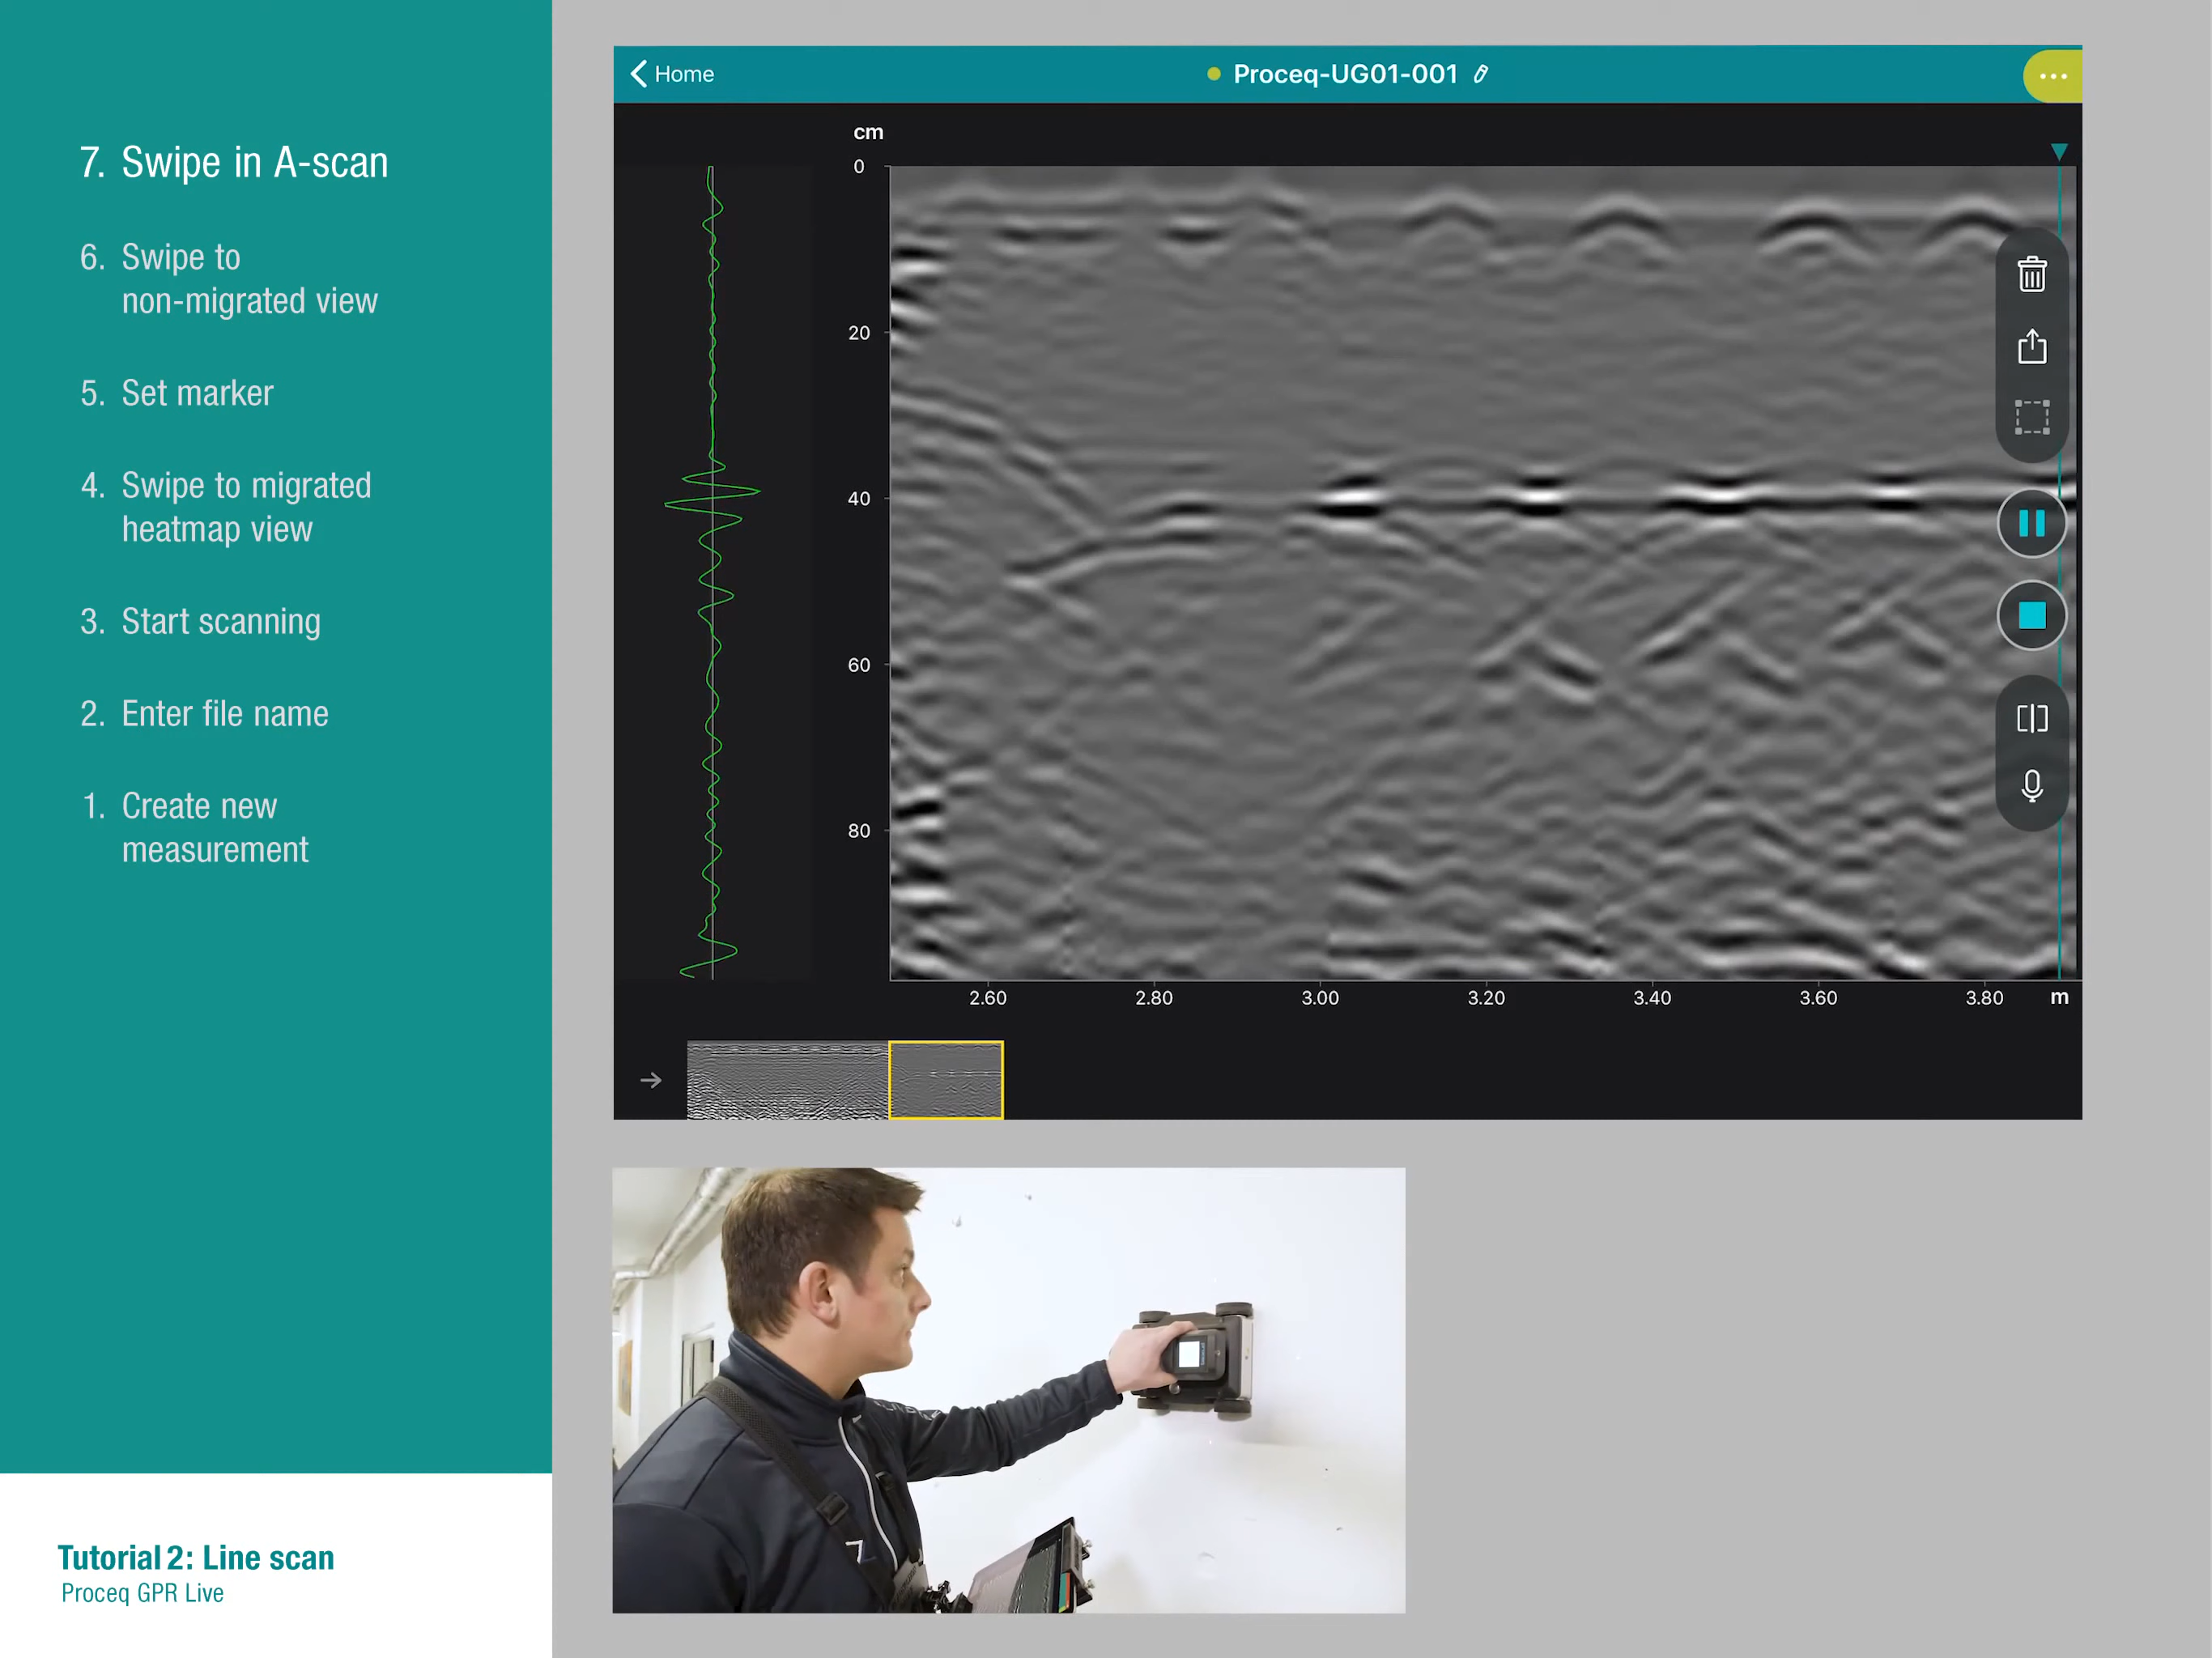 7. Swipe in A-scan
6. Swipe to
non-migrated view
5. Set marker
4. Swipe to migrated
heatmap view
3. Start scanning
2. Enter file name
1. Create new
measurement
Tutorial 2: Line scan
Proceq GPR Live
Home
Proceq-UG01-001
cm
0
20
40
60
80
2.60 2.80 3.00 3.20 3.40 3.60 3.80 m